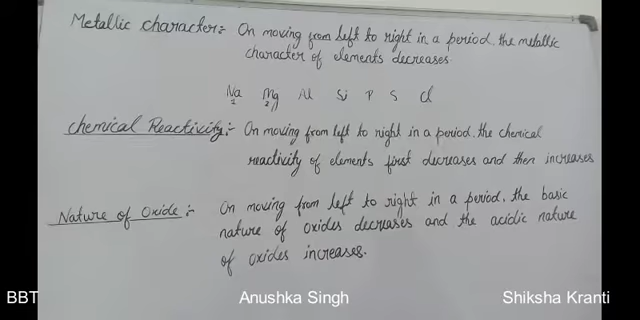 Metallic character:- On moving from left to right in a period. the metallic
character of elements decreases.
Na Mg Al Si P S Cl
1 2
Chemical Reactivity:- On moving from left to right in a period. the chemical
reactivity of elements first decreases and then increases
Nature of Oxide:- On moving from left to right in a period. the basic
nature of oxides decreases and the acidic nature
of oxides increases.
BBT Anushka Singh Shiksha Kranti